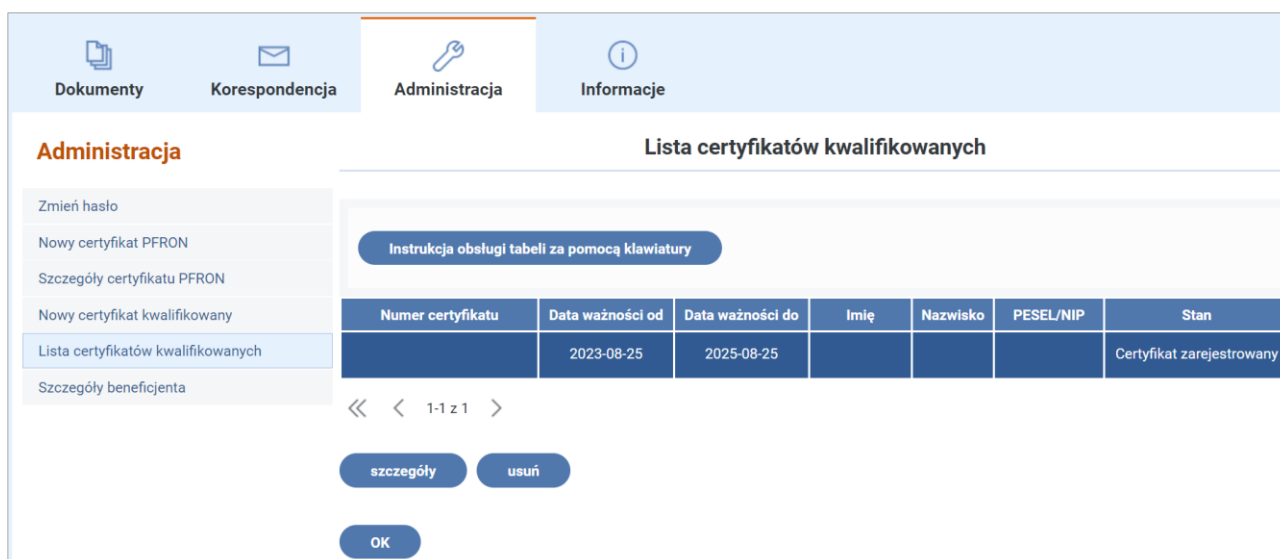 Dokumenty Korespondencja Administracja Informacje
Administracja
Lista certyfikatów kwalifikowanych
Zmień hasło
Nowy certyfikat PFRON
Szczegóły certyfikatu PFRON
Nowy certyfikat kwalifikowany
Lista certyfikatów kwalifikowanych
Szczegóły beneficjenta
Instrukcja obsługi tabeli za pomocą klawiatury
Numer certyfikatu Data ważności od Data ważności do Imię Nazwisko PESEL/NIP Stan
2023-08-25 2025-08-25 Certyfikat zarejestrowany
1-1 z 1
szczegóły usuń
OK